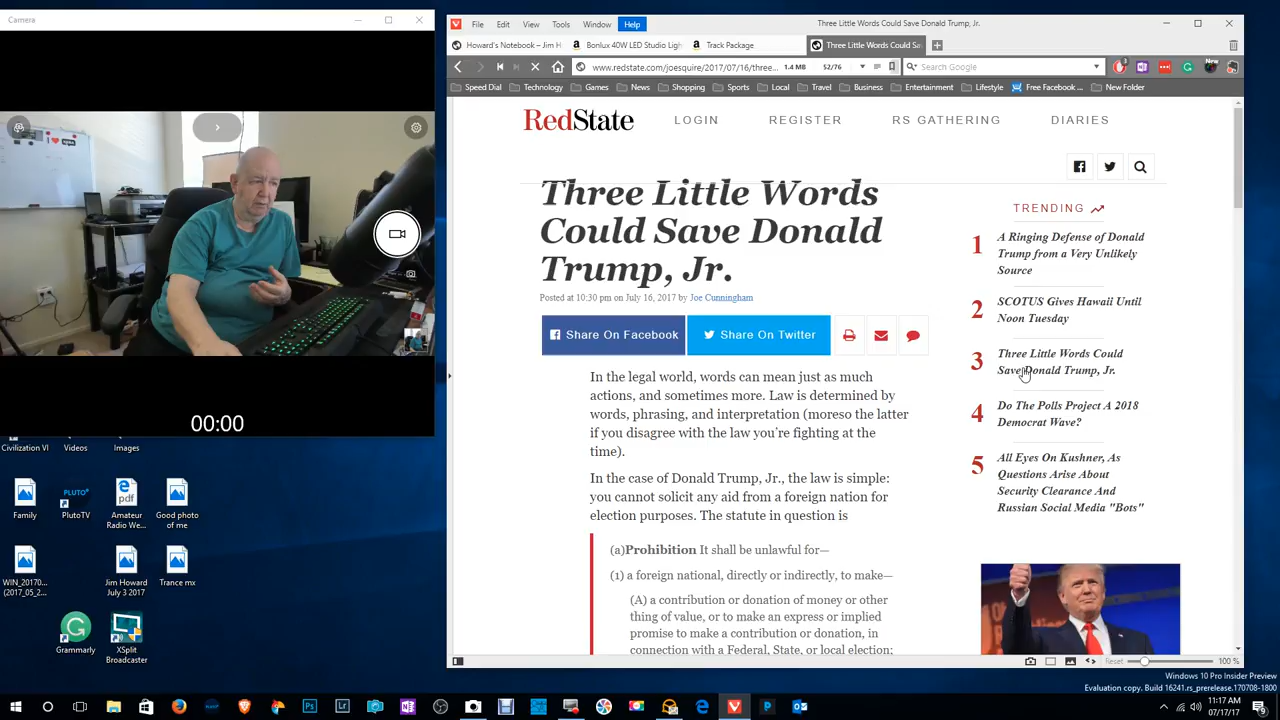 Camera
00:00
Civilization VI
Videos
Images
Family
PlutoTV
Amateur Radio We...
Good photo of me
WIN_20170... (2017_05_2...
Jim Howard July 3 2017
Trance mx
Grammarly
XSplit Broadcaster
File Edit View Tools Window Help
Three Little Words Could Save Donald Trump, Jr.
Howard's Notebook – Jim H
Bonlux 40W LED Studio Ligh
Track Package
Three Little Words Could Sa
www.redstate.com/joesquire/2017/07/16/three... 1.4 MB 52/76
Search Google
Speed Dial Technology Games News Shopping Sports Local Travel Business Entertainment Lifestyle Free Facebook ... New Folder
RedState
LOGIN REGISTER RS GATHERING DIARIES
Three Little Words
Could Save Donald
Trump, Jr.
Posted at 10:30 pm on July 16, 2017 by Joe Cunningham
Share On Facebook
Share On Twitter
In the legal world, words can mean just as much
actions, and sometimes more. Law is determined by
words, phrasing, and interpretation (moreso the latter
if you disagree with the law you're fighting at the
time).
In the case of Donald Trump, Jr., the law is simple:
you cannot solicit any aid from a foreign nation for
election purposes. The statute in question is
(a)Prohibition It shall be unlawful for—
(1) a foreign national, directly or indirectly, to make—
(A) a contribution or donation of money or other
thing of value, or to make an express or implied
promise to make a contribution or donation, in
connection with a Federal, State, or local election;
TRENDING
1
A Ringing Defense of Donald
Trump from a Very Unlikely
Source
2
SCOTUS Gives Hawaii Until
Noon Tuesday
3
Three Little Words Could
Save Donald Trump, Jr.
4
Do The Polls Project A 2018
Democrat Wave?
5
All Eyes On Kushner, As
Questions Arise About
Security Clearance And
Russian Social Media "Bots"
Reset
100 %
Windows 10 Pro Insider Preview
Evaluation copy. Build 16241.rs_prerelease.170708-1800
11:17 AM
07/17/17